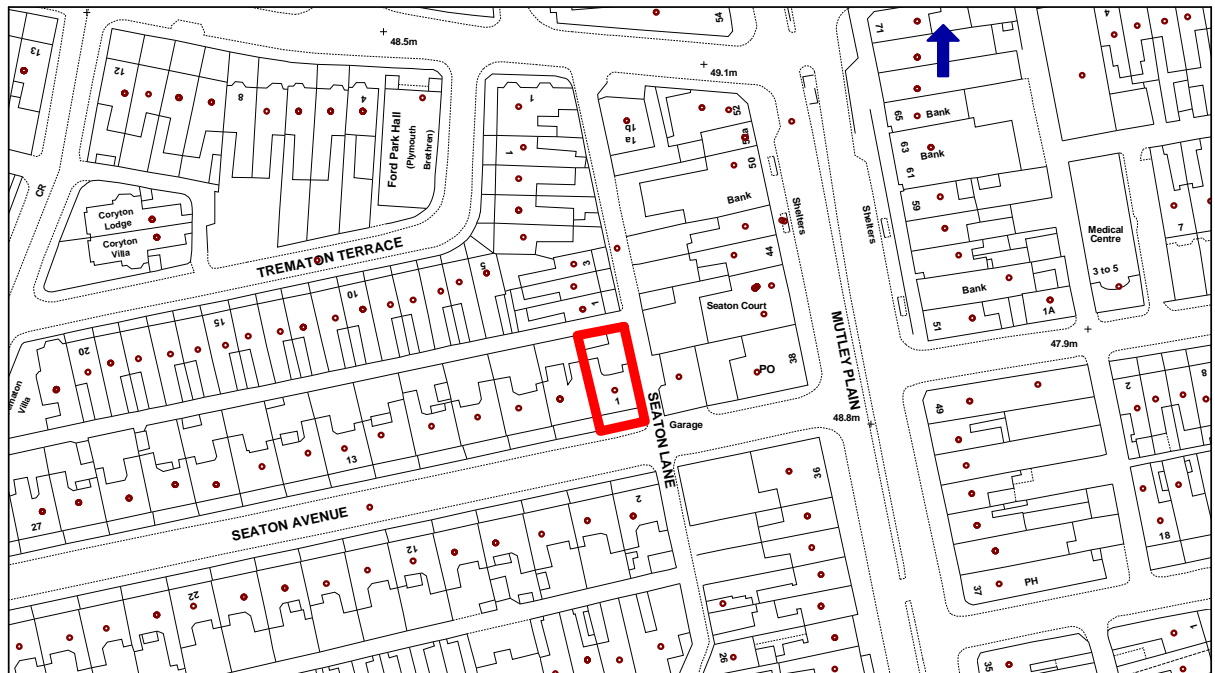 54
71
4
13
48.5m
49.1m
12
8
4
Ford Park Hall
(Plymouth
Brethren)
1
1
1b
1a
52
50
Bank
65
Bank
63
Bank
61
59
CR
Coryton
Lodge
Coryton
Villa
Shelters
Shelters
Medical
Centre
3 to 5
7
TREMATON TERRACE
5
3
1
44
10
15
20
Seaton Court
Bank
51
1A
47.9m
MUTLEY PLAIN
38
PO
Villa
1
SEATON LANE
Garage
48.8m
49
2
8
13
27
SEATON AVENUE
2
12
22
36
18
37
PH
26
35
1